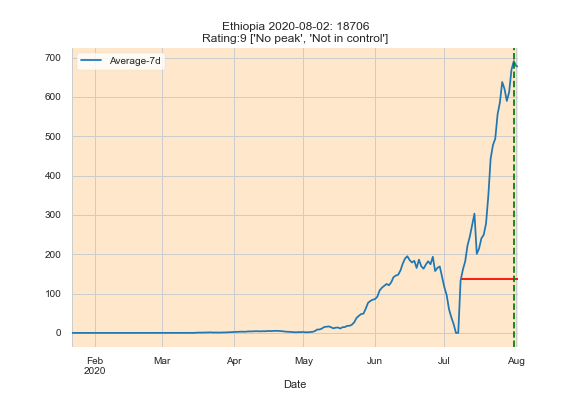 Ethiopia 2020-08-02: 18706
Rating:9 ['No peak', 'Not in control']
Average-7d
700
600
500
400
300
200
100
0
Feb Mar Apr May Jun Jul Aug
2020
Date